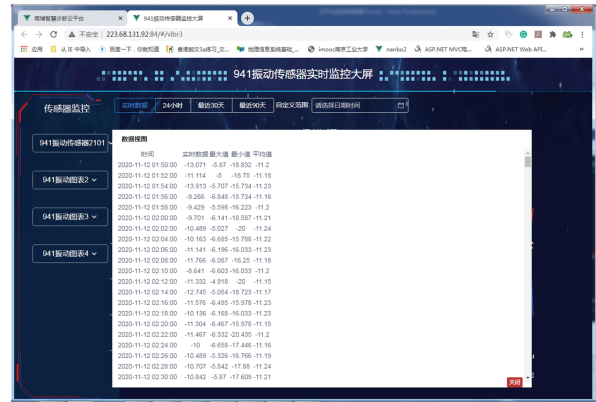 南埔智慧诊断云平台 × 941振动传感器监控大屏 × +
不安全 223.68.131.92:84/#/vibr3
应用 从 IE 中导入 百度一下，你就知道 香港脚文3a练习_文... 地理信息系统基础_... imooc南京工业大学 nanbo2 ASP.NET MVC电... ASP.NET Web API... »
941振动传感器实时监控大屏
传感器监控 实时数据 24小时 最近30天 最近90天 自定义范围: 请选择日期时间
941振动传感器2101
941振动图表2
941振动图表3
941振动图表4
数据视图
时间 实时数据 最大值 最小值 平均值
2020-11-12 01:50:00 -13.071 -5.87 -18.832 -11.2
2020-11-12 01:52:00 -11.114 -5 -18.75 -11.18
2020-11-12 01:54:00 -13.913 -5.707 -15.734 -11.23
2020-11-12 01:56:00 -9.266 -6.848 -15.734 -11.16
2020-11-12 01:58:00 -9.429 -5.598 -16.223 -11.2
2020-11-12 02:00:00 -9.701 -6.141 -18.587 -11.21
2020-11-12 02:02:00 -10.489 -5.027 -20 -11.24
2020-11-12 02:04:00 -10.163 -6.685 -15.788 -11.22
2020-11-12 02:06:00 -11.141 -6.196 -16.033 -11.23
2020-11-12 02:08:00 -11.766 -6.087 -16.25 -11.18
2020-11-12 02:10:00 -8.641 -6.603 -16.033 -11.2
2020-11-12 02:12:00 -11.332 -4.918 -20 -11.15
2020-11-12 02:14:00 -12.745 -5.054 -18.723 -11.17
2020-11-12 02:16:00 -11.576 -6.495 -15.978 -11.23
2020-11-12 02:18:00 -10.136 -6.168 -16.033 -11.23
2020-11-12 02:20:00 -11.304 -6.467 -15.978 -11.15
2020-11-12 02:22:00 -11.467 -6.332 -20.435 -11.2
2020-11-12 02:24:00 -10 -6.658 -17.446 -11.16
2020-11-12 02:26:00 -10.489 -5.326 -16.766 -11.19
2020-11-12 02:28:00 -10.707 -5.842 -17.88 -11.24
2020-11-12 02:30:00 -10.842 -5.87 -17.609 -11.21
关闭